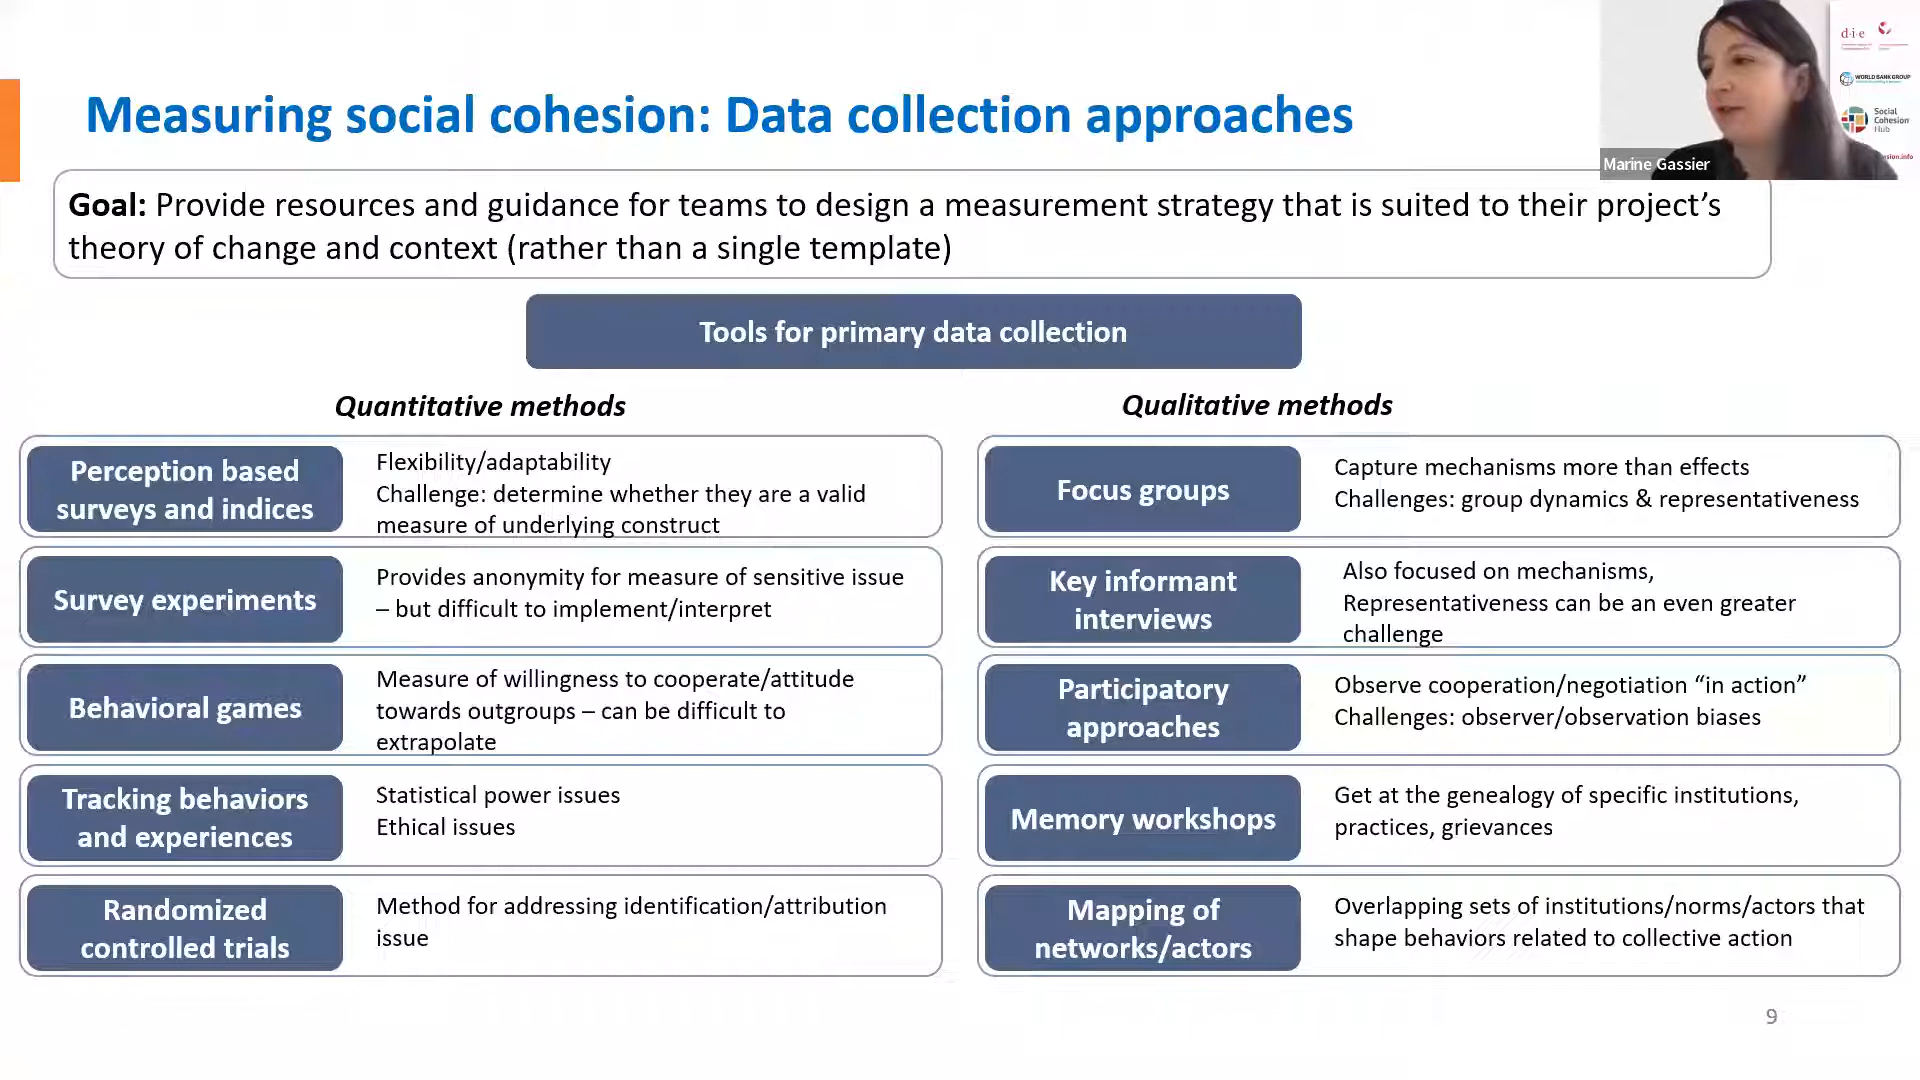 Measuring social cohesion: Data collection approaches
d·i·e
WORLD BANK GROUP
Social
Cohesion
Hub
Marine Gassier
Goal: Provide resources and guidance for teams to design a measurement strategy that is suited to their project’s
theory of change and context (rather than a single template)
Tools for primary data collection
Quantitative methods
Perception based
surveys and indices
Flexibility/adaptability
Challenge: determine whether they are a valid
measure of underlying construct
Survey experiments
Provides anonymity for measure of sensitive issue
– but difficult to implement/interpret
Behavioral games
Measure of willingness to cooperate/attitude
towards outgroups – can be difficult to
extrapolate
Tracking behaviors
and experiences
Statistical power issues
Ethical issues
Randomized
controlled trials
Method for addressing identification/attribution
issue
Qualitative methods
Focus groups
Capture mechanisms more than effects
Challenges: group dynamics & representativeness
Key informant
interviews
Also focused on mechanisms,
Representativeness can be an even greater
challenge
Participatory
approaches
Observe cooperation/negotiation “in action”
Challenges: observer/observation biases
Memory workshops
Get at the genealogy of specific institutions,
practices, grievances
Mapping of
networks/actors
Overlapping sets of institutions/norms/actors that
shape behaviors related to collective action
9